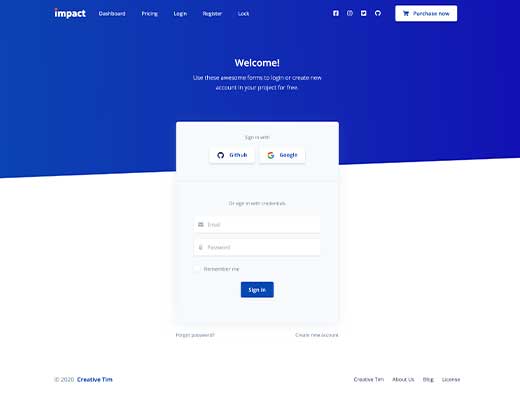 impact Dashboard Pricing Login Register Lock Purchase now
Welcome!
Use these awesome forms to login or create new
account in your project for free.
Sign in with
Github Google
Or sign in with credentials
Email
Password
Remember me
Sign in
Forgot password? Create new account
© 2020 Creative Tim Creative Tim About Us Blog License